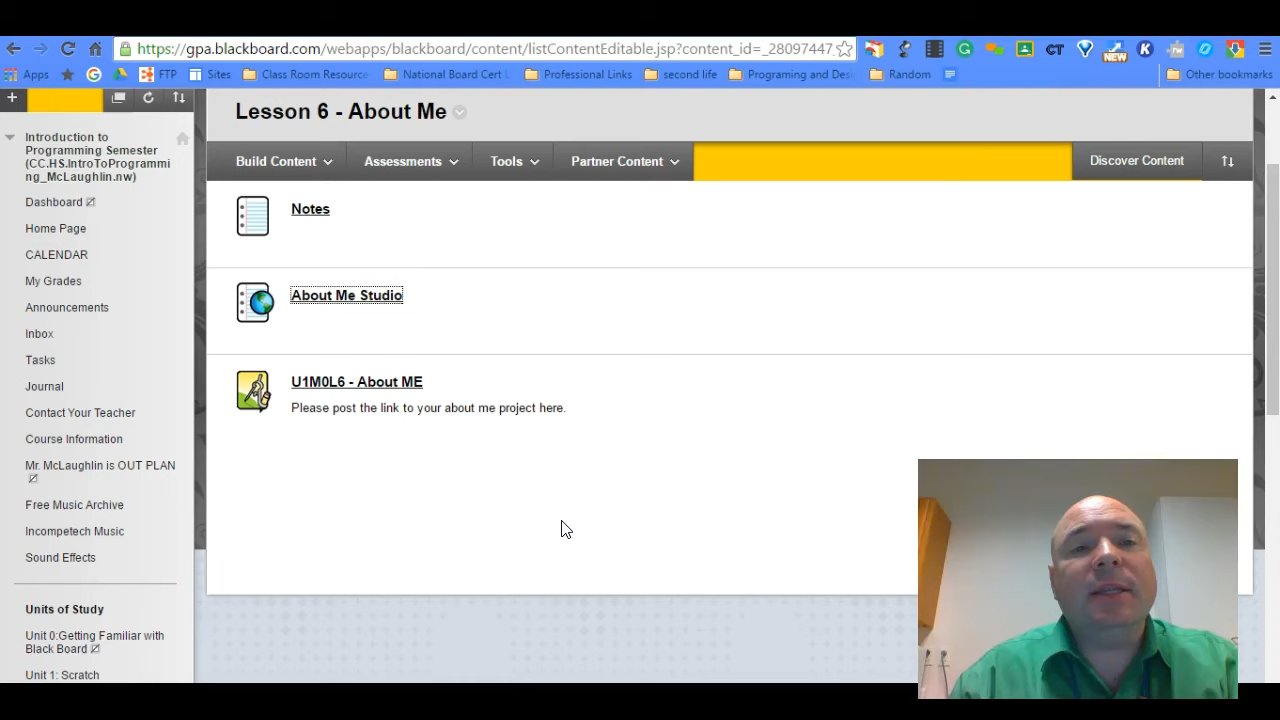 https://gpa.blackboard.com/webapps/blackboard/content/listContentEditable.jsp?content_id=_28097447
Apps FTP Sites Class Room Resource National Board Cert Professional Links second life Programing and Des Random Other bookmarks
NEW
Lesson 6 - About Me
Build Content Assessments Tools Partner Content Discover Content
Notes
About Me Studio
U1M0L6 - About ME
Please post the link to your about me project here.
Introduction to
Programming Semester
(CC.HS.IntroToProgrammi
ng_McLaughlin.nw)
Dashboard
Home Page
CALENDAR
My Grades
Announcements
Inbox
Tasks
Journal
Contact Your Teacher
Course Information
Mr. McLaughlin is OUT PLAN
Free Music Archive
Incompetech Music
Sound Effects
Units of Study
Unit 0:Getting Familiar with
Black Board
Unit 1: Scratch